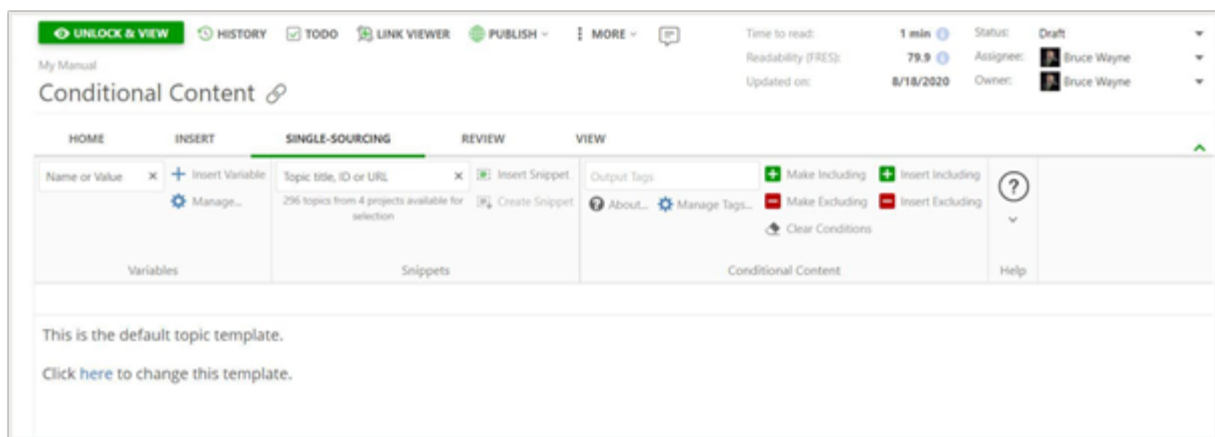 UNLOCK & VIEW HISTORY TODO LINK VIEWER PUBLISH MORE
Time to read: 1 min
Status: Draft
My Manual
Readability (FRES): 79.9
Assignee: Bruce Wayne
Conditional Content
Updated on: 8/18/2020
Owner: Bruce Wayne
HOME INSERT SINGLE-SOURCING REVIEW VIEW
Name or Value
Insert Variable
Manage...
Variables
Topic title, ID or URL
296 topics from 4 projects available for
selection
Insert Snippet
Create Snippet
Snippets
Output Tags
About... Manage Tags...
Make Including Insert Including
Make Excluding Insert Excluding
Clear Conditions
Conditional Content
?
Help
This is the default topic template.
Click here to change this template.